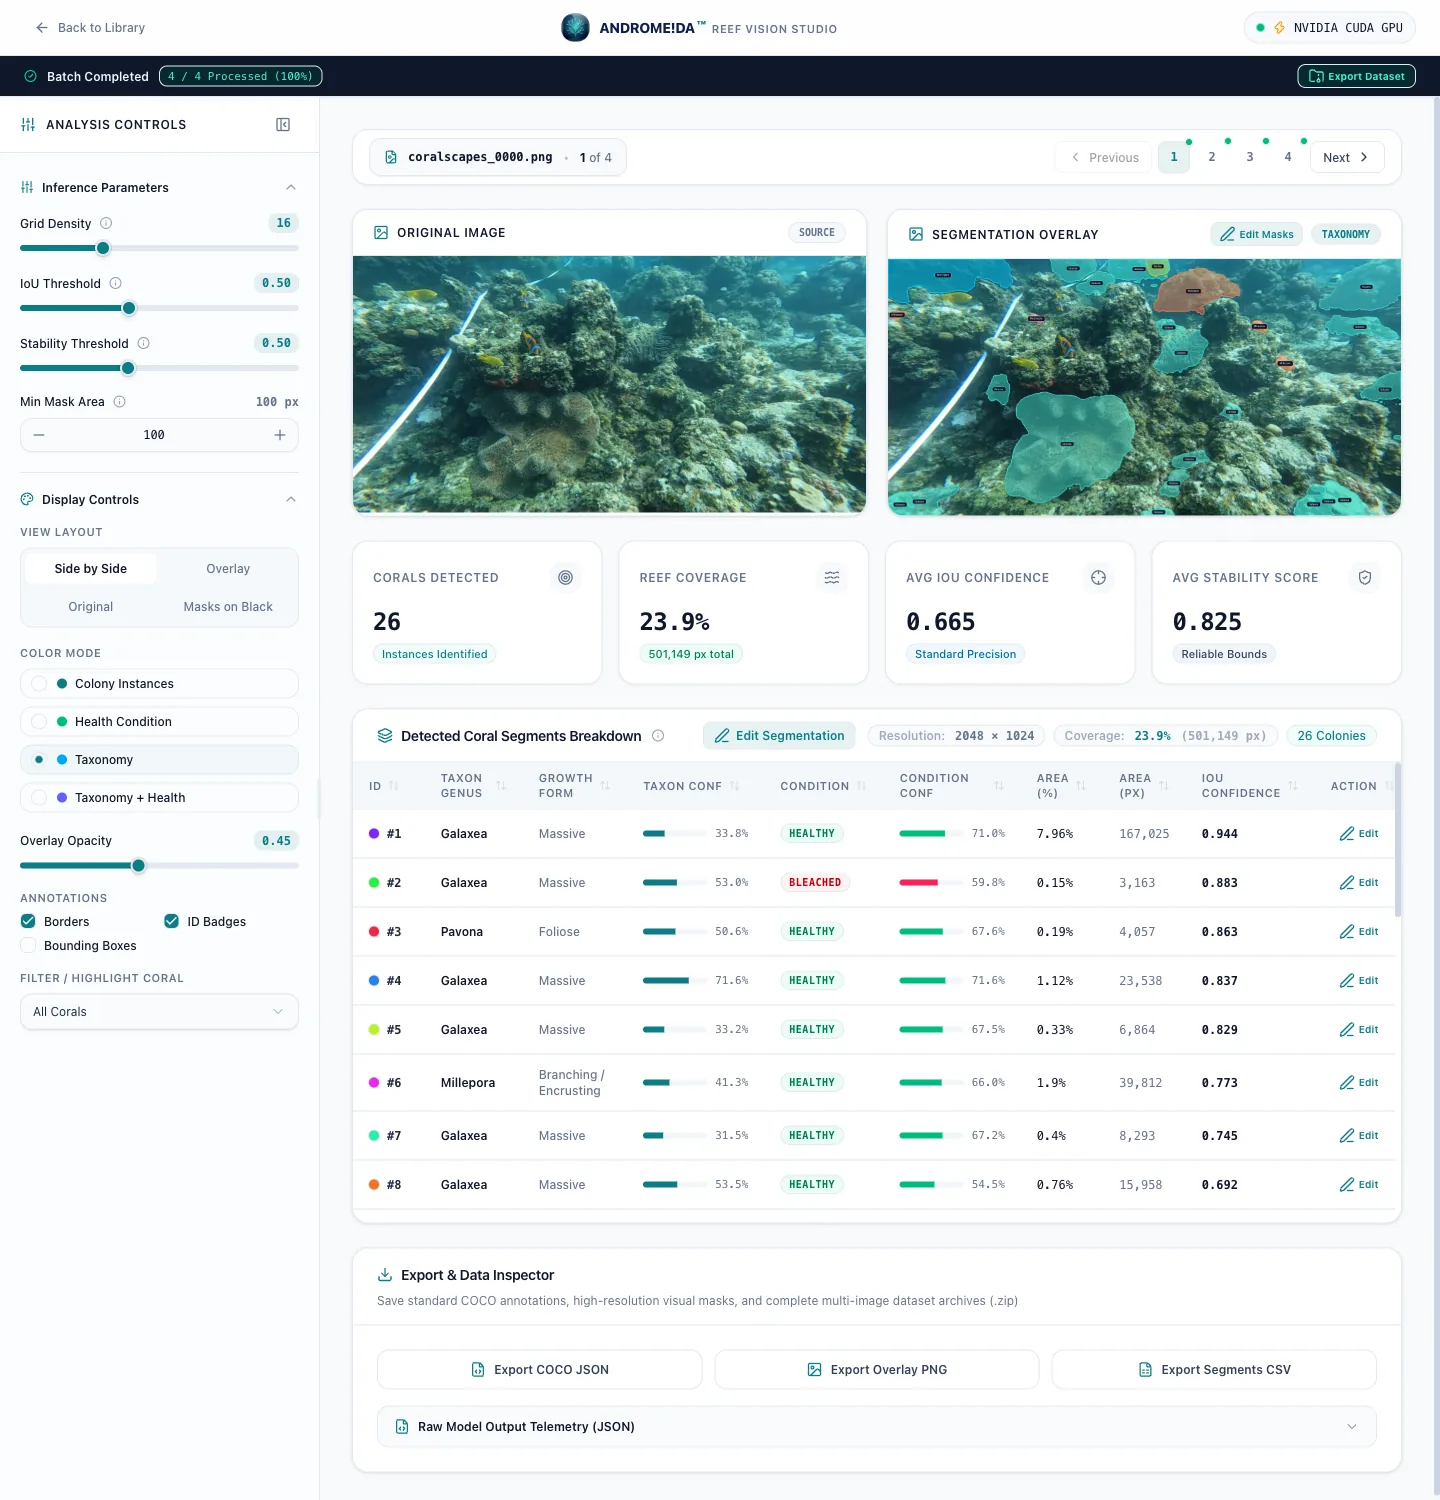 Back to Library
ANDROME!DA™ REEF VISION STUDIO
NVIDIA CUDA GPU
Batch Completed
4 / 4 Processed (100%)
Export Dataset
ANALYSIS CONTROLS
Inference Parameters
Grid Density
16
IoU Threshold
0.50
Stability Threshold
0.50
Min Mask Area
100 px
100
Display Controls
VIEW LAYOUT
Side by Side
Overlay
Original
Masks on Black
COLOR MODE
Colony Instances
Health Condition
Taxonomy
Taxonomy + Health
Overlay Opacity
0.45
ANNOTATIONS
Borders
ID Badges
Bounding Boxes
FILTER / HIGHLIGHT CORAL
All Corals
coralscapes_0000.png • 1 of 4
Previous
1
2
3
4
Next
ORIGINAL IMAGE
SOURCE
SEGMENTATION OVERLAY
Edit Masks
TAXONOMY
CORALS DETECTED
26
Instances Identified
REEF COVERAGE
23.9%
501,149 px total
AVG IOU CONFIDENCE
0.665
Standard Precision
AVG STABILITY SCORE
0.825
Reliable Bounds
Detected Coral Segments Breakdown
Edit Segmentation
Resolution: 2048 × 1024
Coverage: 23.9% (501,149 px)
26 Colonies
ID TAXON GENUS GROWTH FORM TAXON CONF CONDITION CONDITION CONF AREA (%) AREA (PX) IOU CONFIDENCE ACTION
#1 Galaxea Massive 33.8% HEALTHY 71.0% 7.96% 167,025 0.944 Edit
#2 Galaxea Massive 53.0% BLEACHED 59.8% 0.15% 3,163 0.883 Edit
#3 Pavona Foliose 50.6% HEALTHY 67.6% 0.19% 4,057 0.863 Edit
#4 Galaxea Massive 71.6% HEALTHY 71.6% 1.12% 23,538 0.837 Edit
#5 Galaxea Massive 33.2% HEALTHY 67.5% 0.33% 6,864 0.829 Edit
#6 Millepora Branching / Encrusting 41.3% HEALTHY 66.0% 1.9% 39,812 0.773 Edit
#7 Galaxea Massive 31.5% HEALTHY 67.2% 0.4% 8,293 0.745 Edit
#8 Galaxea Massive 53.5% HEALTHY 54.5% 0.76% 15,958 0.692 Edit
Export & Data Inspector
Save standard COCO annotations, high-resolution visual masks, and complete multi-image dataset archives (.zip)
Export COCO JSON
Export Overlay PNG
Export Segments CSV
Raw Model Output Telemetry (JSON)